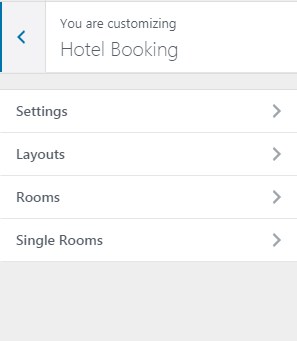 You are customizing
Hotel Booking
Settings
Layouts
Rooms
Single Rooms